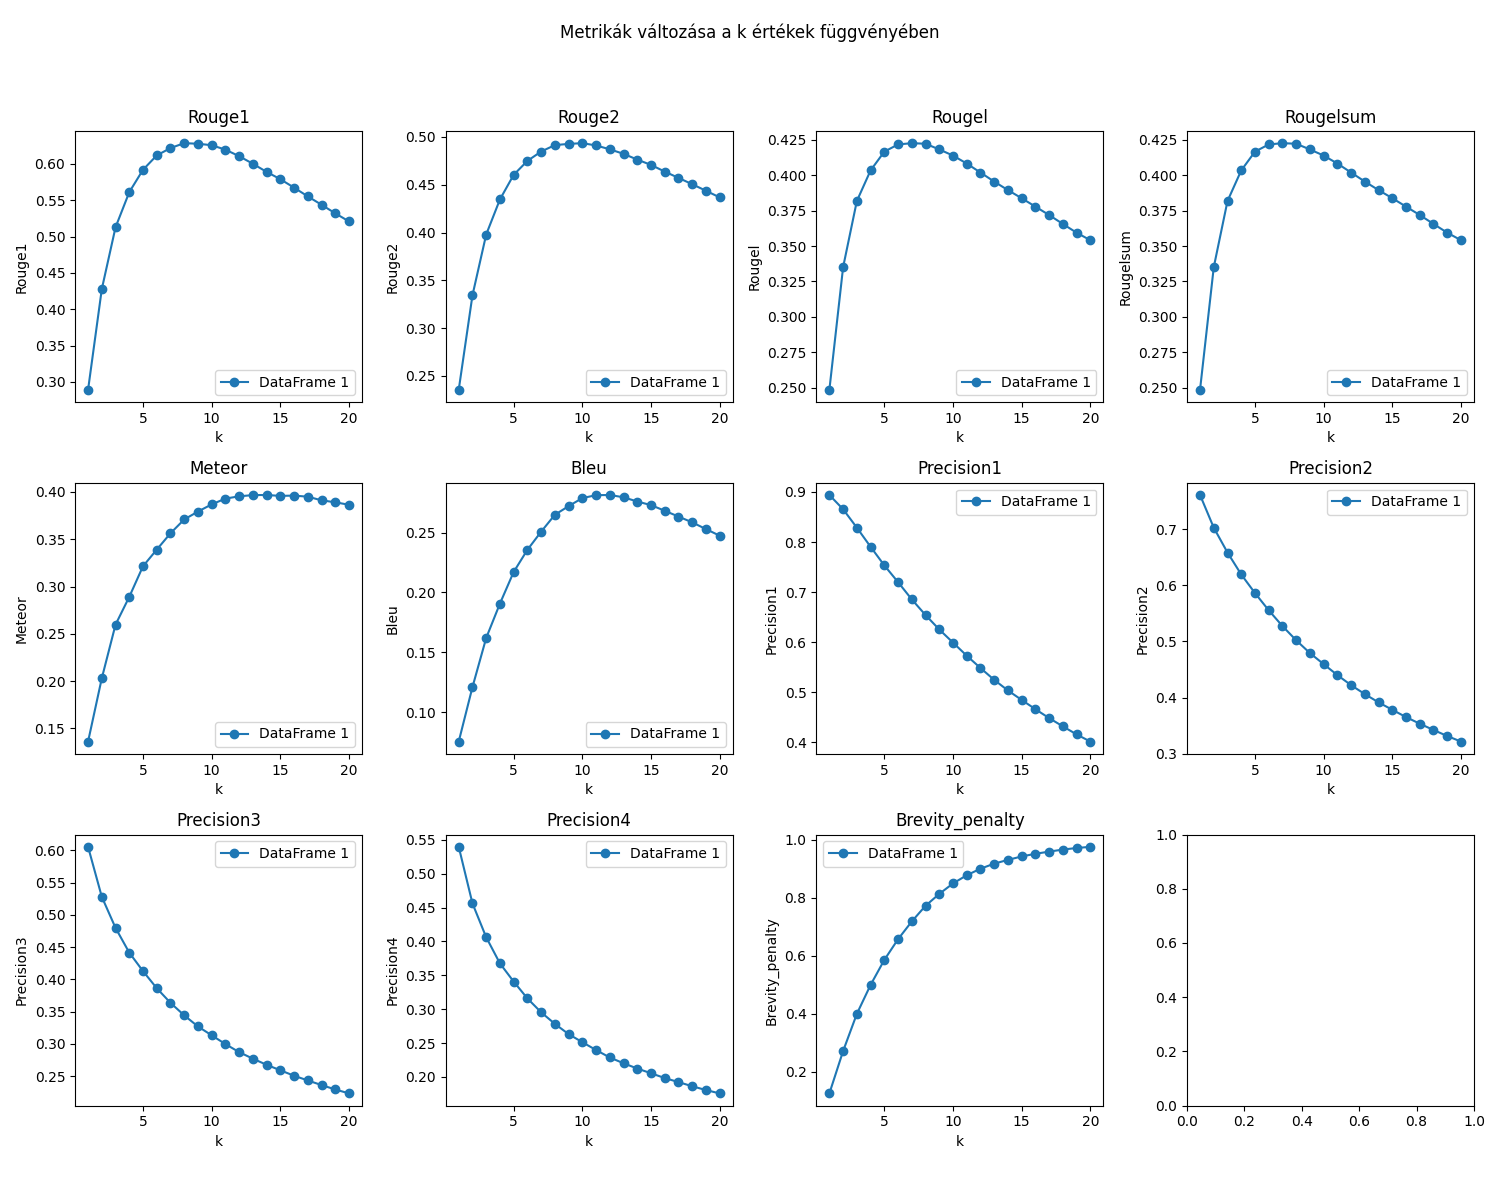 Metrikák változása a k értékek függvényében
Rouge1
Rouge1
0.60
0.55
0.50
0.45
0.40
0.35
0.30
DataFrame 1
5 10 15 20
k
Rouge2
Rouge2
0.50
0.45
0.40
0.35
0.30
0.25
DataFrame 1
5 10 15 20
k
Rougel
Rougel
0.425
0.400
0.375
0.350
0.325
0.300
0.275
0.250
DataFrame 1
5 10 15 20
k
Rougelsum
Rougelsum
0.425
0.400
0.375
0.350
0.325
0.300
0.275
0.250
DataFrame 1
5 10 15 20
k
Meteor
Meteor
0.40
0.35
0.30
0.25
0.20
0.15
DataFrame 1
5 10 15 20
k
Bleu
Bleu
0.25
0.20
0.15
0.10
DataFrame 1
5 10 15 20
k
Precision1
Precision1
0.9
0.8
0.7
0.6
0.5
0.4
DataFrame 1
5 10 15 20
k
Precision2
Precision2
0.7
0.6
0.5
0.4
0.3
DataFrame 1
5 10 15 20
k
Precision3
Precision3
0.60
0.55
0.50
0.45
0.40
0.35
0.30
0.25
DataFrame 1
5 10 15 20
k
Precision4
Precision4
0.55
0.50
0.45
0.40
0.35
0.30
0.25
0.20
DataFrame 1
5 10 15 20
k
Brevity_penalty
Brevity_penalty
1.0
0.8
0.6
0.4
0.2
DataFrame 1
5 10 15 20
k
1.0
0.8
0.6
0.4
0.2
0.0
0.0 0.2 0.4 0.6 0.8 1.0